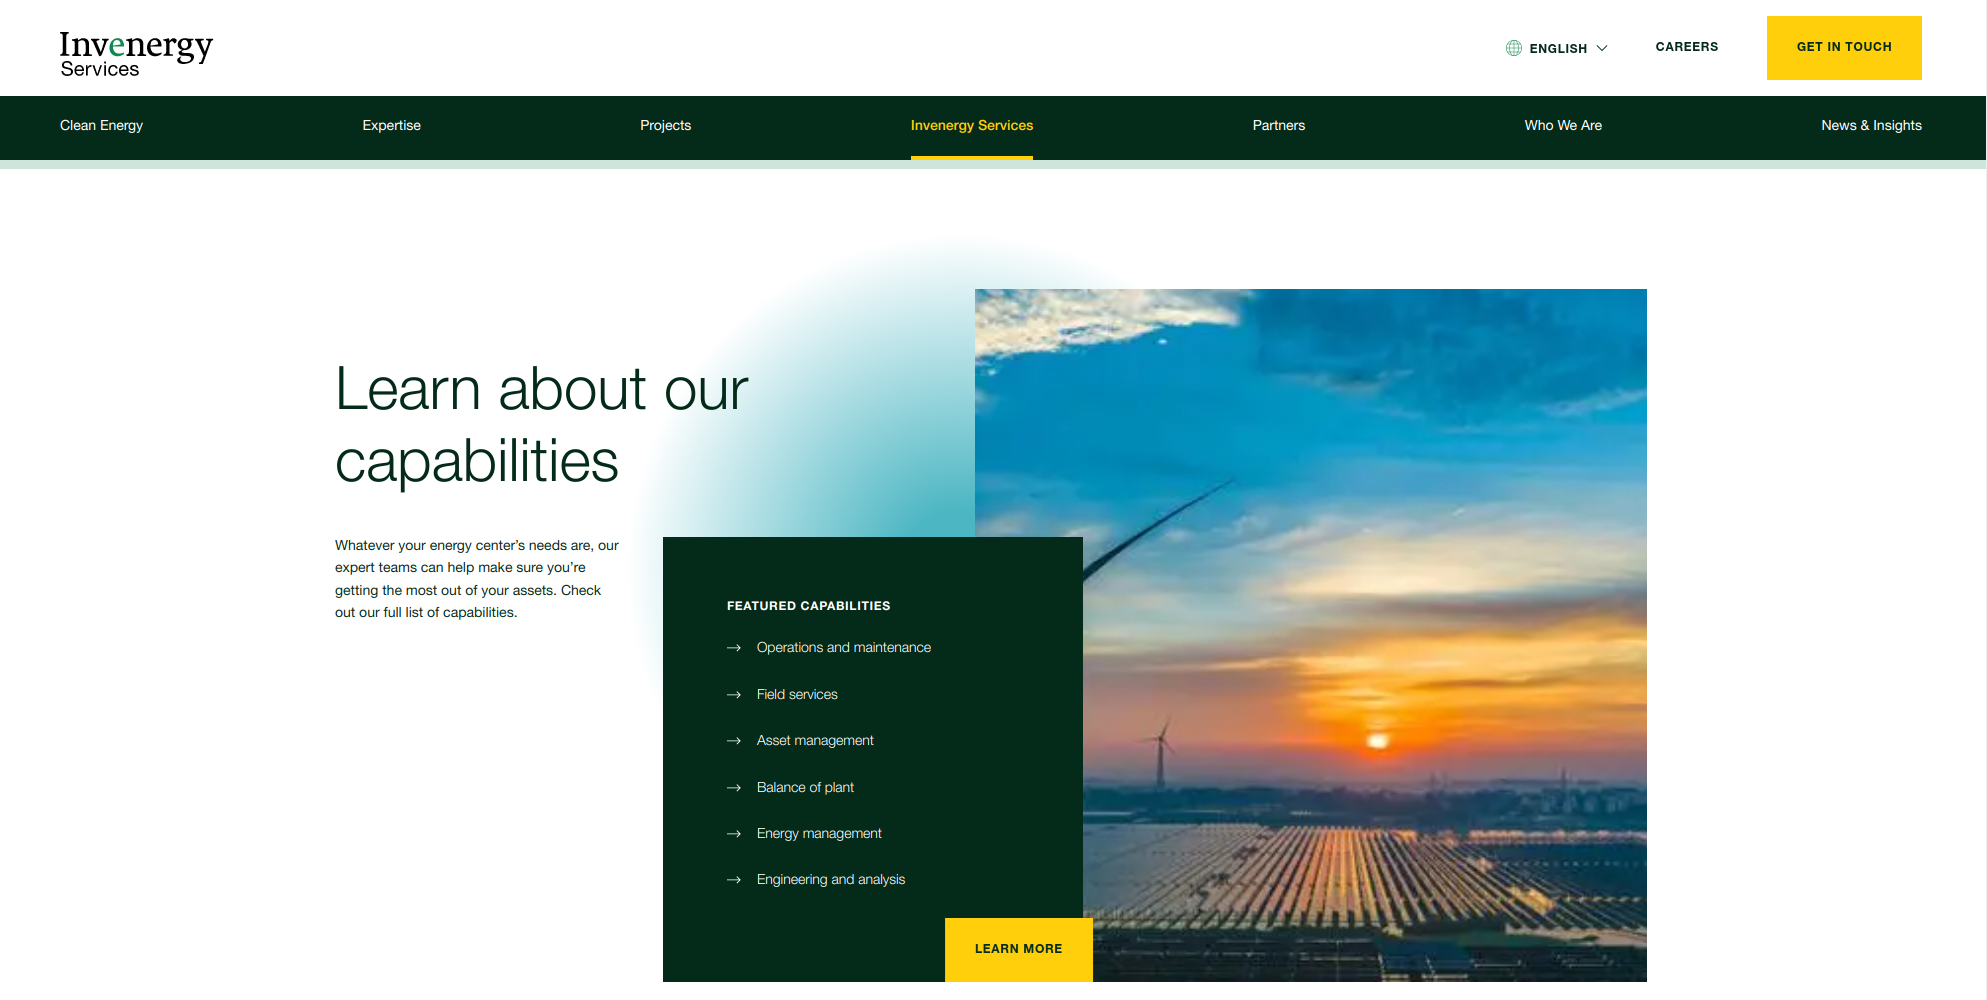 Invenergy
Services
ENGLISH
CAREERS
GET IN TOUCH
Clean Energy
Expertise
Projects
Invenergy Services
Partners
Who We Are
News & Insights
Learn about our
capabilities
Whatever your energy center’s needs are, our
expert teams can help make sure you’re
getting the most out of your assets. Check
out our full list of capabilities.
FEATURED CAPABILITIES
Operations and maintenance
Field services
Asset management
Balance of plant
Energy management
Engineering and analysis
LEARN MORE